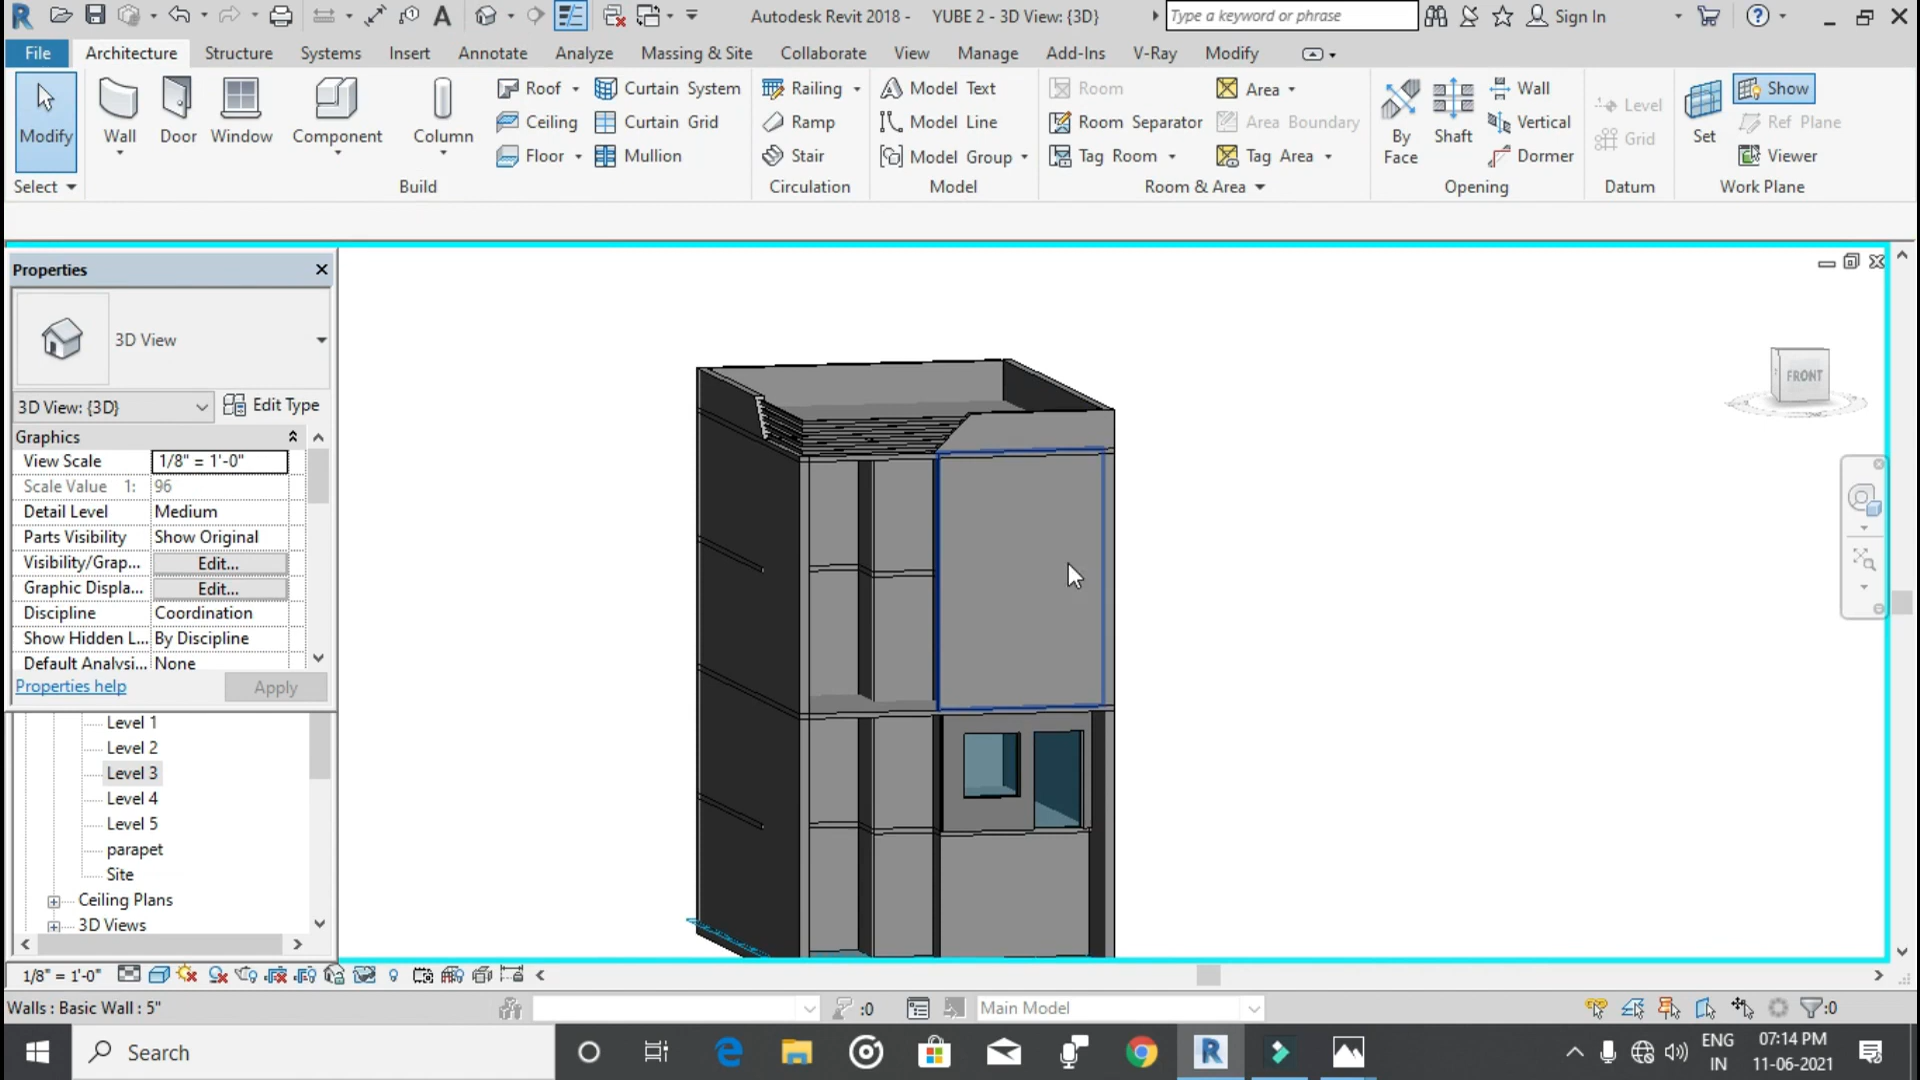 Autodesk Revit 2018 - YUBE 2 - 3D View: {3D}
Type a keyword or phrase
Sign In
File Architecture Structure Systems Insert Annotate Analyze Massing & Site Collaborate View Manage Add-Ins V-Ray Modify
Modify
Wall
Door
Window
Component
Column
Roof
Ceiling
Floor
Curtain System
Curtain Grid
Mullion
Railing
Ramp
Stair
Model Text
Model Line
Model Group
Room
Room Separator
Tag Room
Area
Area Boundary
Tag Area
By
Face
Shaft
Wall
Vertical
Dormer
Level
Grid
Set
Show
Ref Plane
Viewer
Select Build Circulation Model Room & Area Opening Datum Work Plane
Properties
3D View
3D View: {3D} Edit Type
Graphics
View Scale 1/8" = 1'-0"
Scale Value 1: 96
Detail Level Medium
Parts Visibility Show Original
Visibility/Grap... Edit...
Graphic Displa... Edit...
Discipline Coordination
Show Hidden L... By Discipline
Default Analysi... None
Properties help Apply
Level 1
Level 2
Level 3
Level 4
Level 5
parapet
Site
Ceiling Plans
3D Views
FRONT
1/8" = 1'-0"
Walls : Basic Wall : 5" :0 Main Model :0
Search
ENG
IN
07:14 PM
11-06-2021